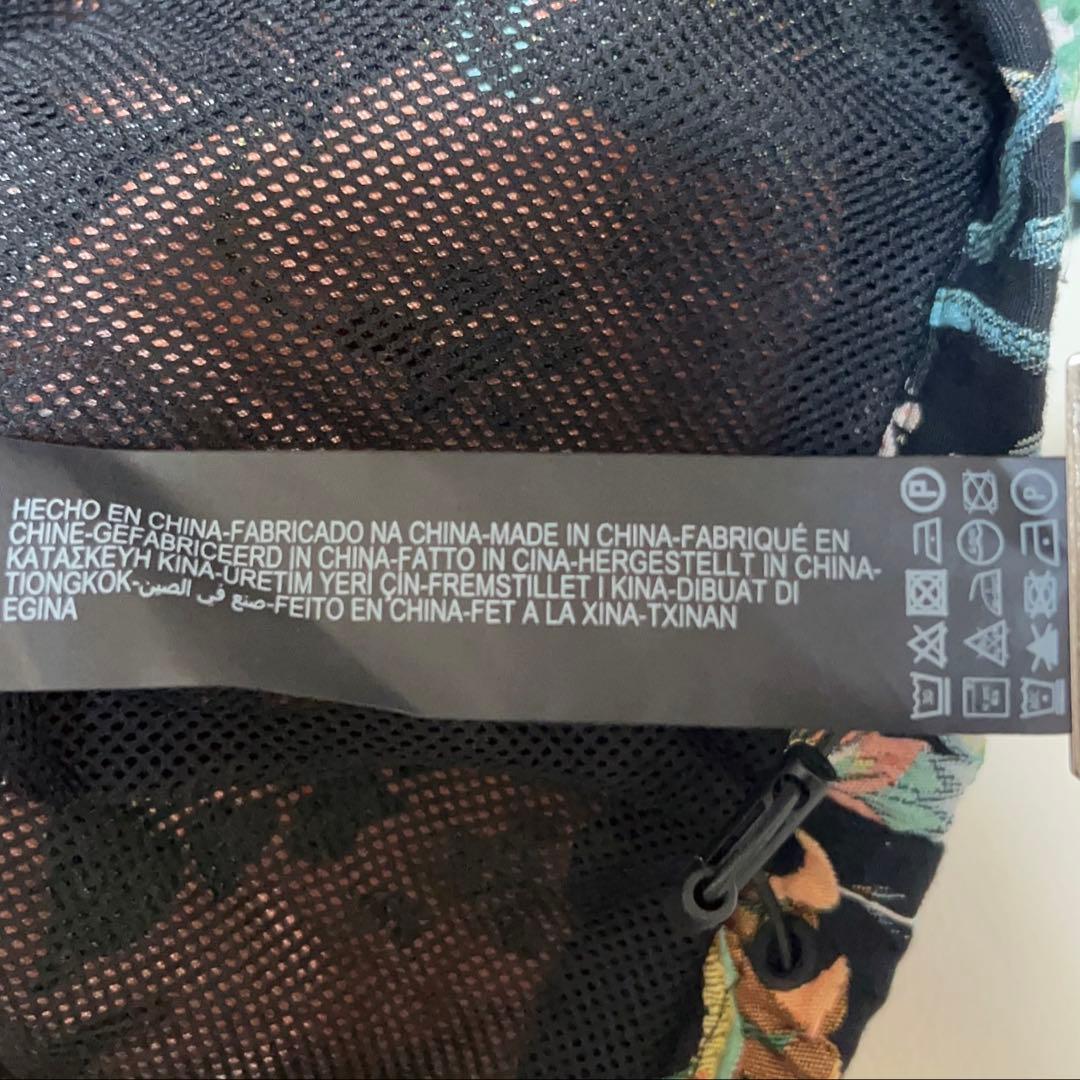 HECHO EN CHINA-FABRICADO NA CHINA-MADE IN CHINA-FABRIQUÉ EN
CHINE-GEFABRICEERD IN CHINA-FATTO IN CINA-HERGESTELLT IN CHINA-
ΚΑΤΑΣΚΕΥΗ ΚΙΝΑ-ÜRETIM YERİ ÇİN-FREMSTILLET I KINA-DIBUAT DI
TIONGKOK-صنع في الصين-FEITO EN CHINA-FET A LA XINA-TXINAN
EGINA
P
P